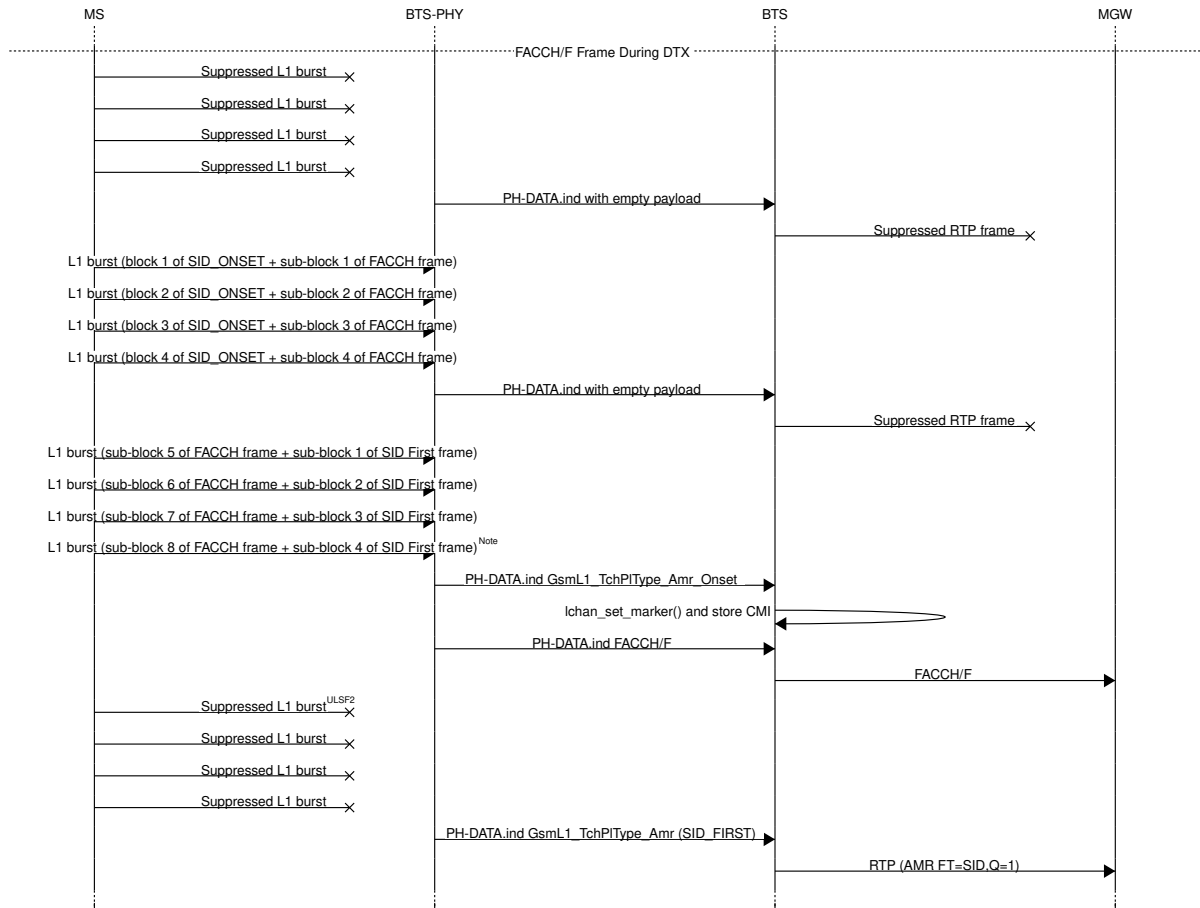 MS BTS-PHY BTS MGW
FACCH/F Frame During DTX
Suppressed L1 burst
Suppressed L1 burst
Suppressed L1 burst
Suppressed L1 burst
PH-DATA.ind with empty payload
Suppressed RTP frame
L1 burst (block 1 of SID_ONSET + sub-block 1 of FACCH frame)
L1 burst (block 2 of SID_ONSET + sub-block 2 of FACCH frame)
L1 burst (block 3 of SID_ONSET + sub-block 3 of FACCH frame)
L1 burst (block 4 of SID_ONSET + sub-block 4 of FACCH frame)
PH-DATA.ind with empty payload
Suppressed RTP frame
L1 burst (sub-block 5 of FACCH frame + sub-block 1 of SID First frame)
L1 burst (sub-block 6 of FACCH frame + sub-block 2 of SID First frame)
L1 burst (sub-block 7 of FACCH frame + sub-block 3 of SID First frame)
L1 burst (sub-block 8 of FACCH frame + sub-block 4 of SID First frame) Note
PH-DATA.ind GsmL1_TchPlType_Amr_Onset
lchan_set_marker() and store CMI
PH-DATA.ind FACCH/F
FACCH/F
Suppressed L1 burst ULSF2
Suppressed L1 burst
Suppressed L1 burst
Suppressed L1 burst
PH-DATA.ind GsmL1_TchPlType_Amr (SID_FIRST)
RTP (AMR FT=SID,Q=1)